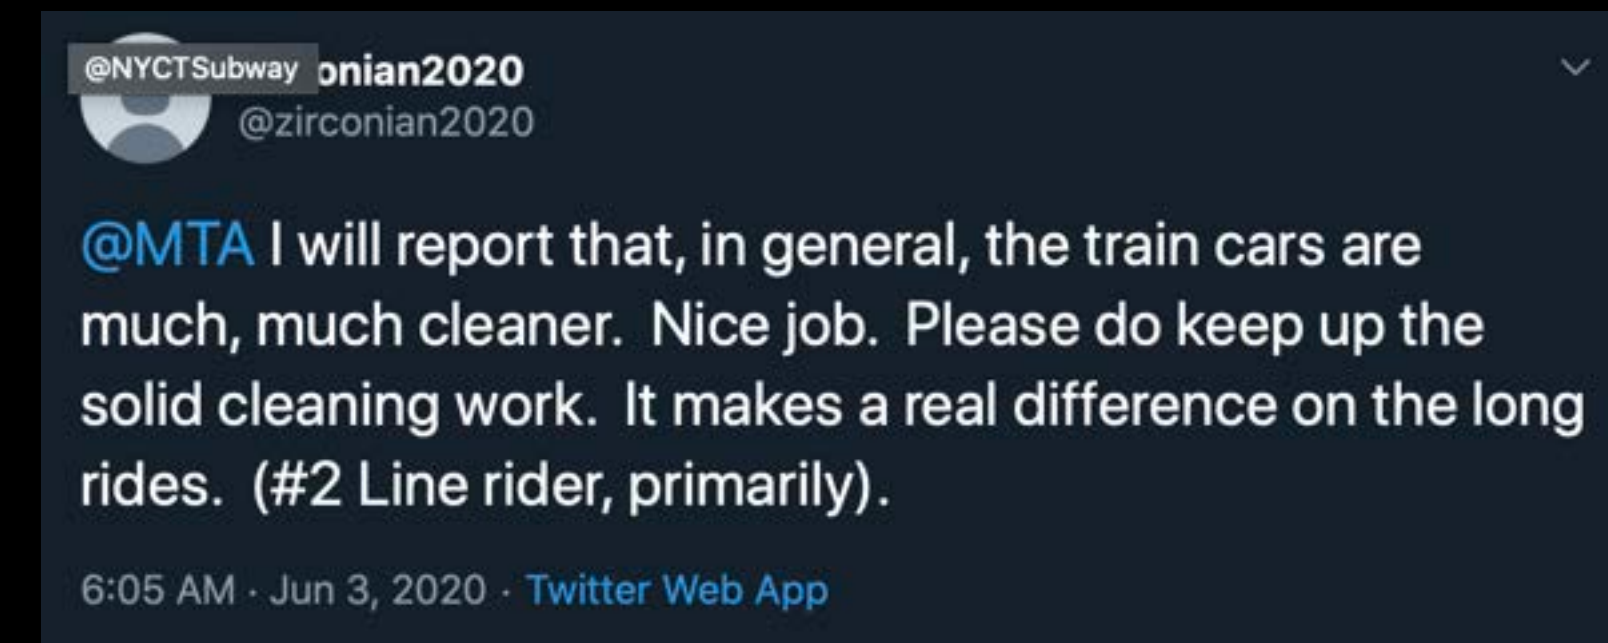 @NYCTSubway onian2020
@zirconian2020
@MTA I will report that, in general, the train cars are
much, much cleaner.  Nice job.  Please do keep up the
solid cleaning work.  It makes a real difference on the long
rides.  (#2 Line rider, primarily).
6:05 AM · Jun 3, 2020 · Twitter Web App